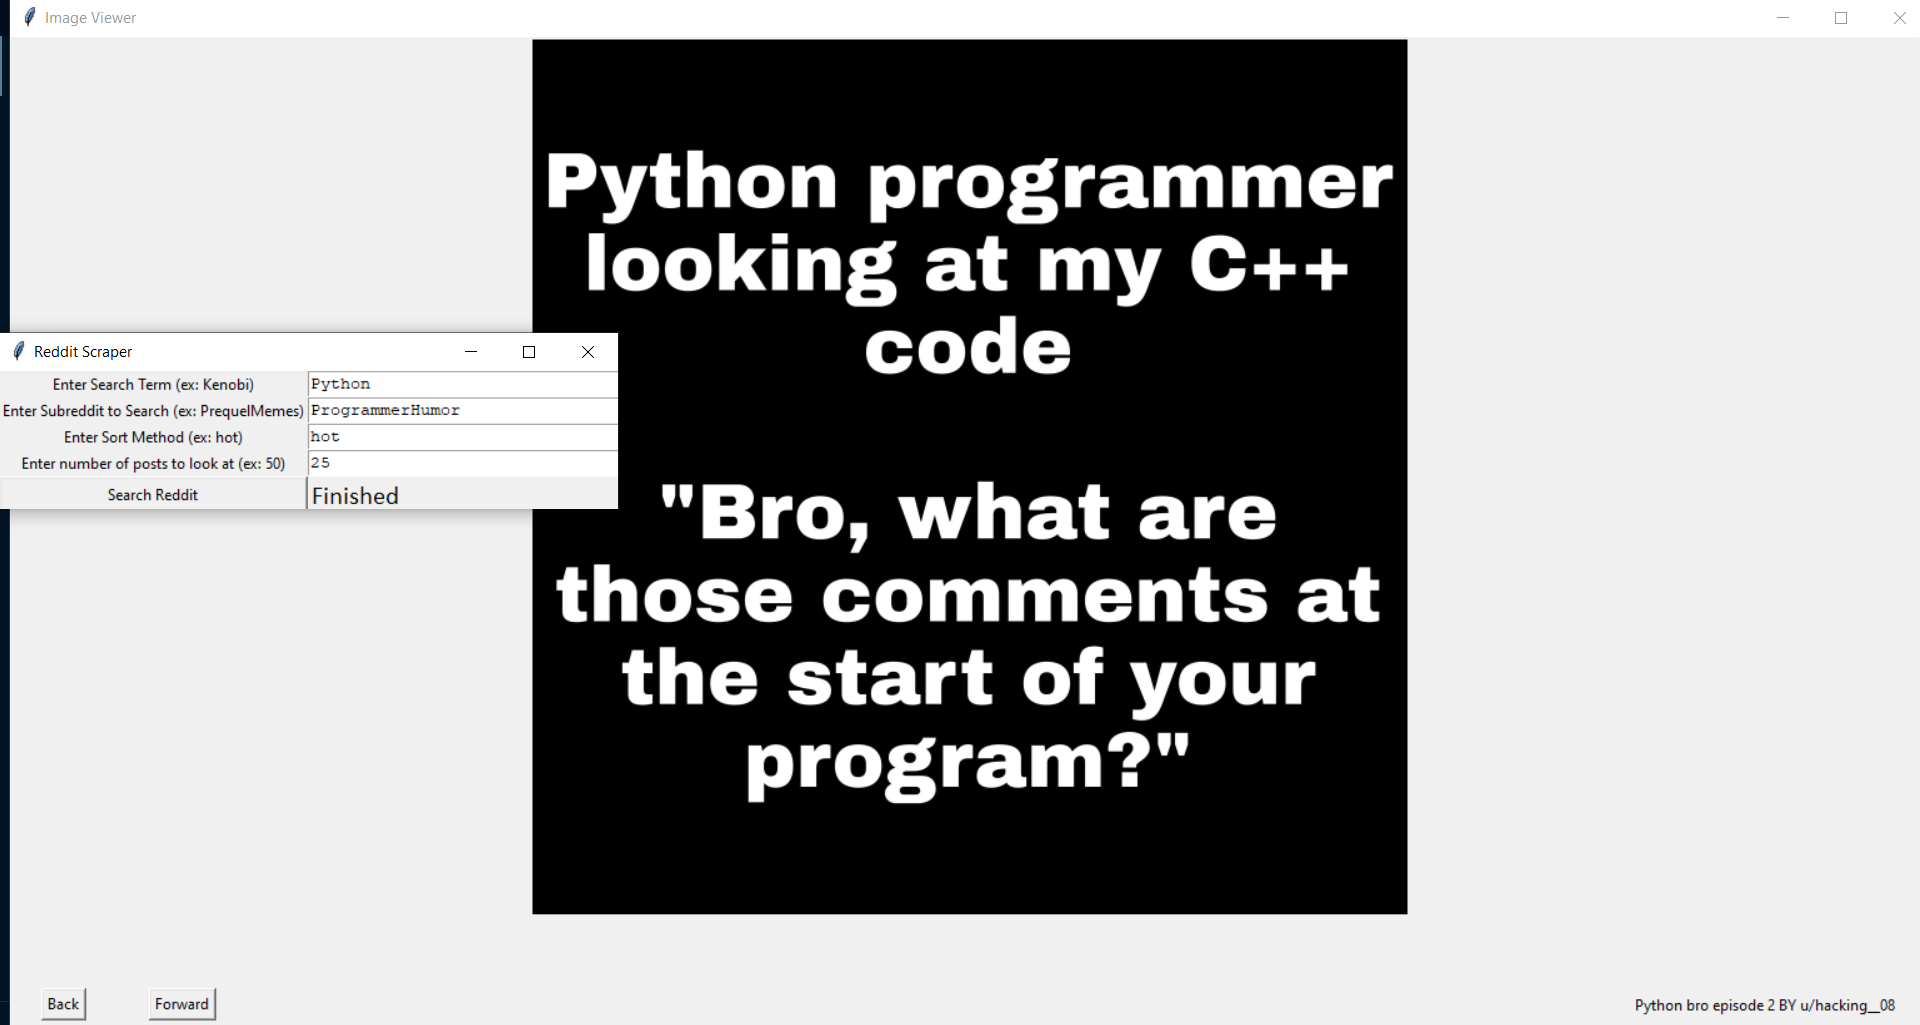 Image Viewer
Python programmer
looking at my C++
code
"Bro, what are
those comments at
the start of your
program?"
Reddit Scraper
Enter Search Term (ex: Kenobi) Python
Enter Subreddit to Search (ex: PrequelMemes) ProgrammerHumor
Enter Sort Method (ex: hot) hot
Enter number of posts to look at (ex: 50) 25
Search Reddit Finished
Back Forward Python bro episode 2 BY u/hacking__08